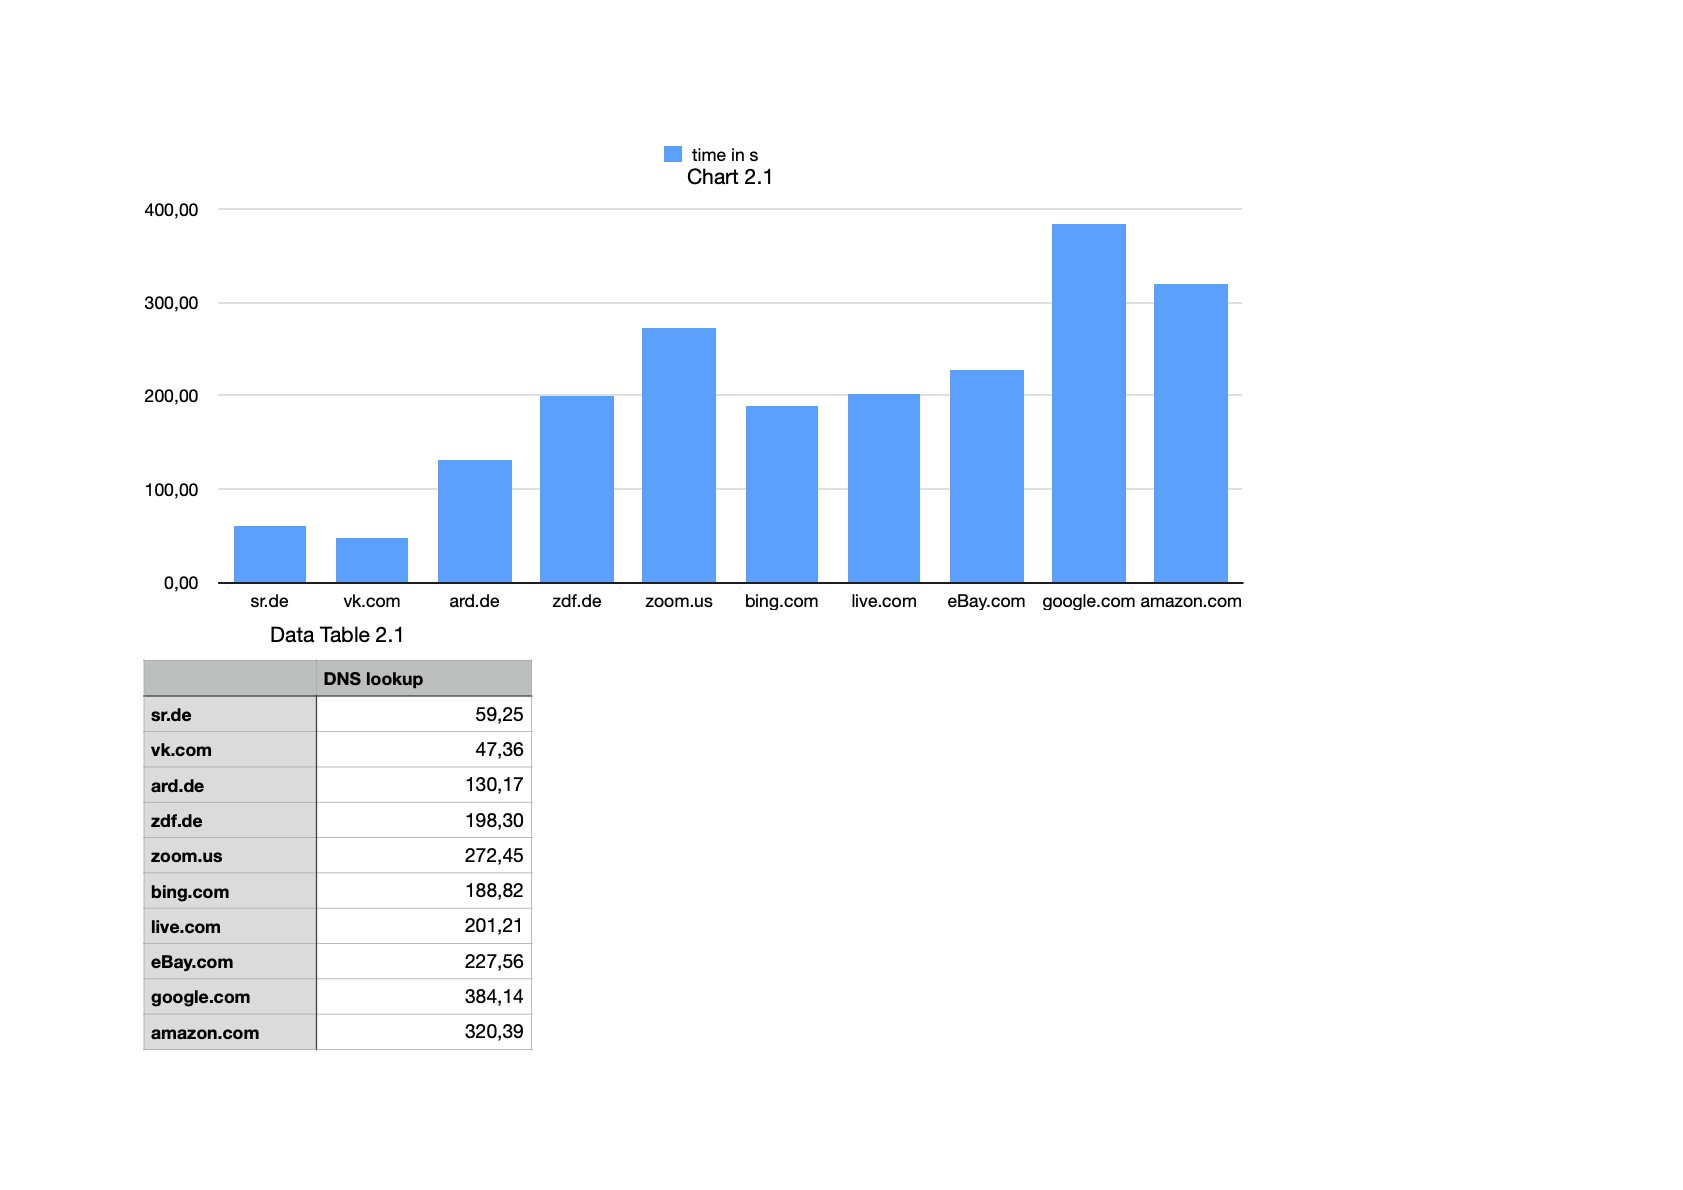 time in s
Chart 2.1
400,00
300,00
200,00
100,00
0,00
sr.de vk.com ard.de zdf.de zoom.us bing.com live.com eBay.com google.com amazon.com
Data Table 2.1
DNS lookup
sr.de 59,25
vk.com 47,36
ard.de 130,17
zdf.de 198,30
zoom.us 272,45
bing.com 188,82
live.com 201,21
eBay.com 227,56
google.com 384,14
amazon.com 320,39